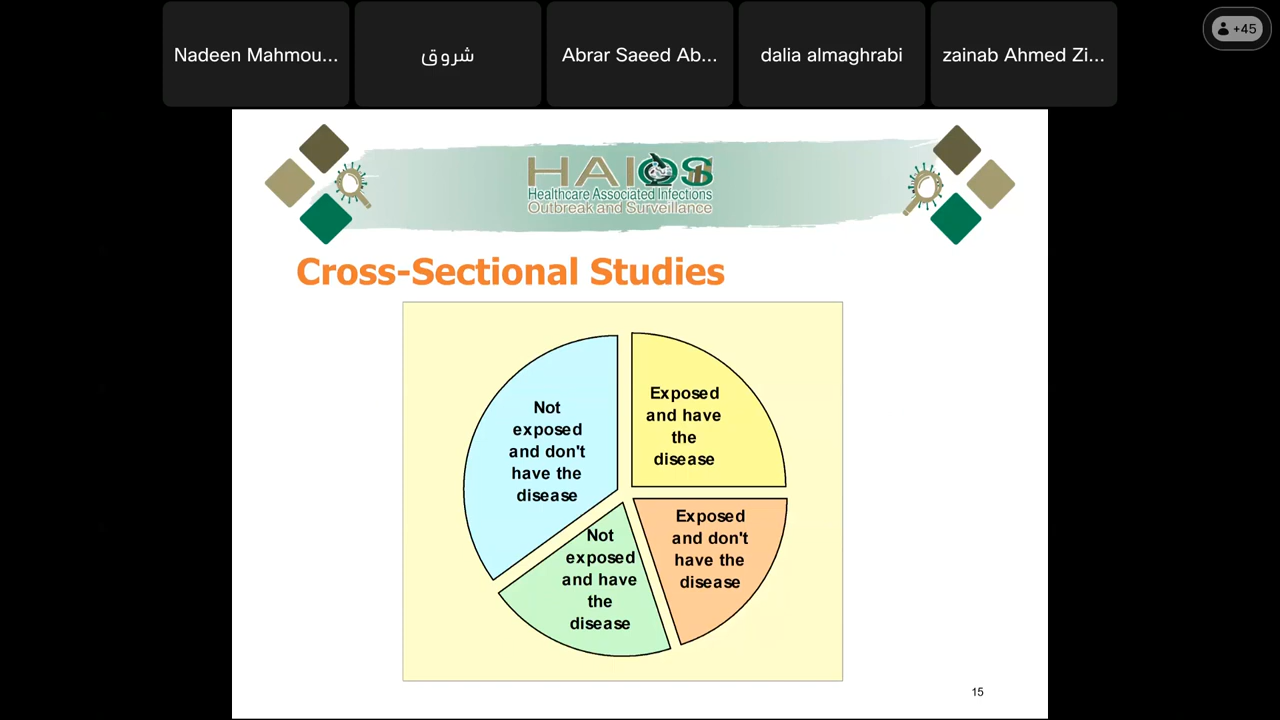 Nadeen Mahmou...
شروق
Abrar Saeed Ab...
dalia almaghrabi
zainab Ahmed Zi...
+45
HAIOS
Healthcare Associated Infections
Outbreak and Surveillance
Cross-Sectional Studies
Not
exposed
and don't
have the
disease
Exposed
and have
the
disease
Not
exposed
and have
the
disease
Exposed
and don't
have the
disease
15